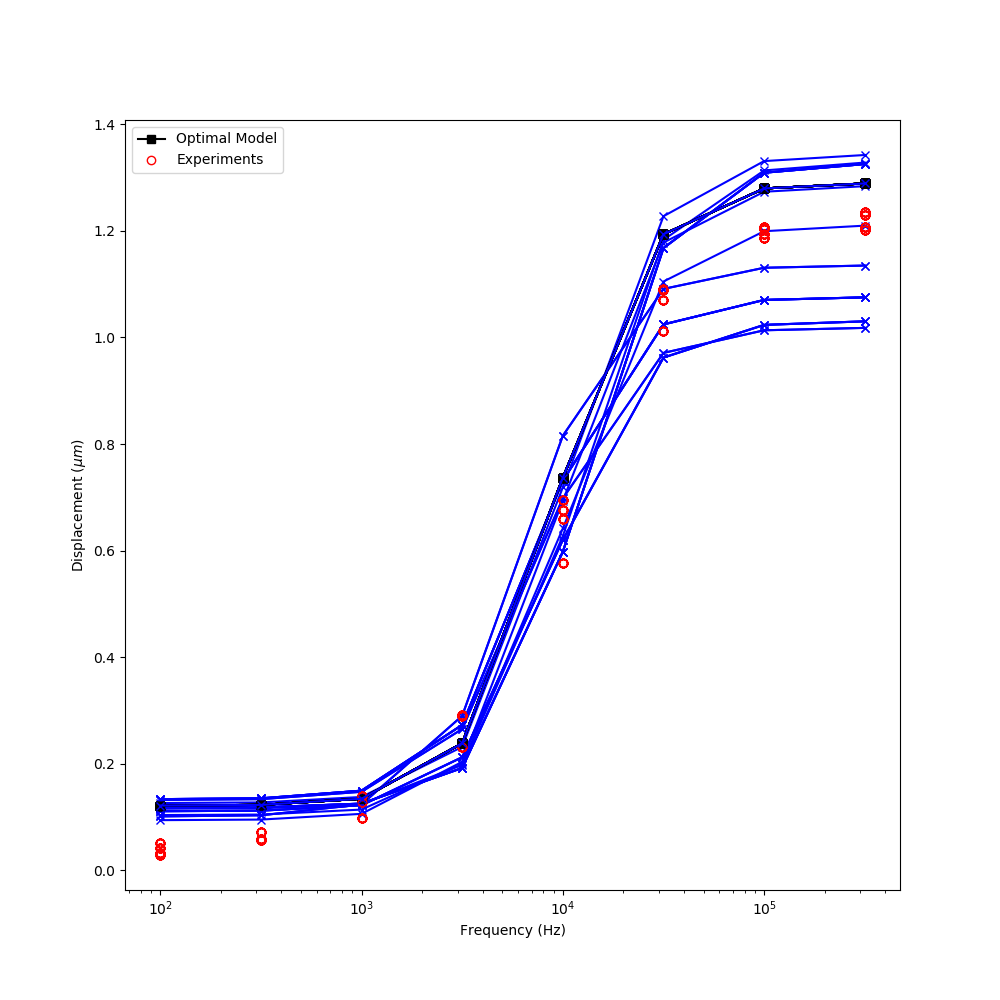 Optimal Model
Experiments
1.4
1.2
1.0
0.8
0.6
0.4
0.2
0.0
Displacement (μm)
10² 10³ 10⁴ 10⁵
Frequency (Hz)